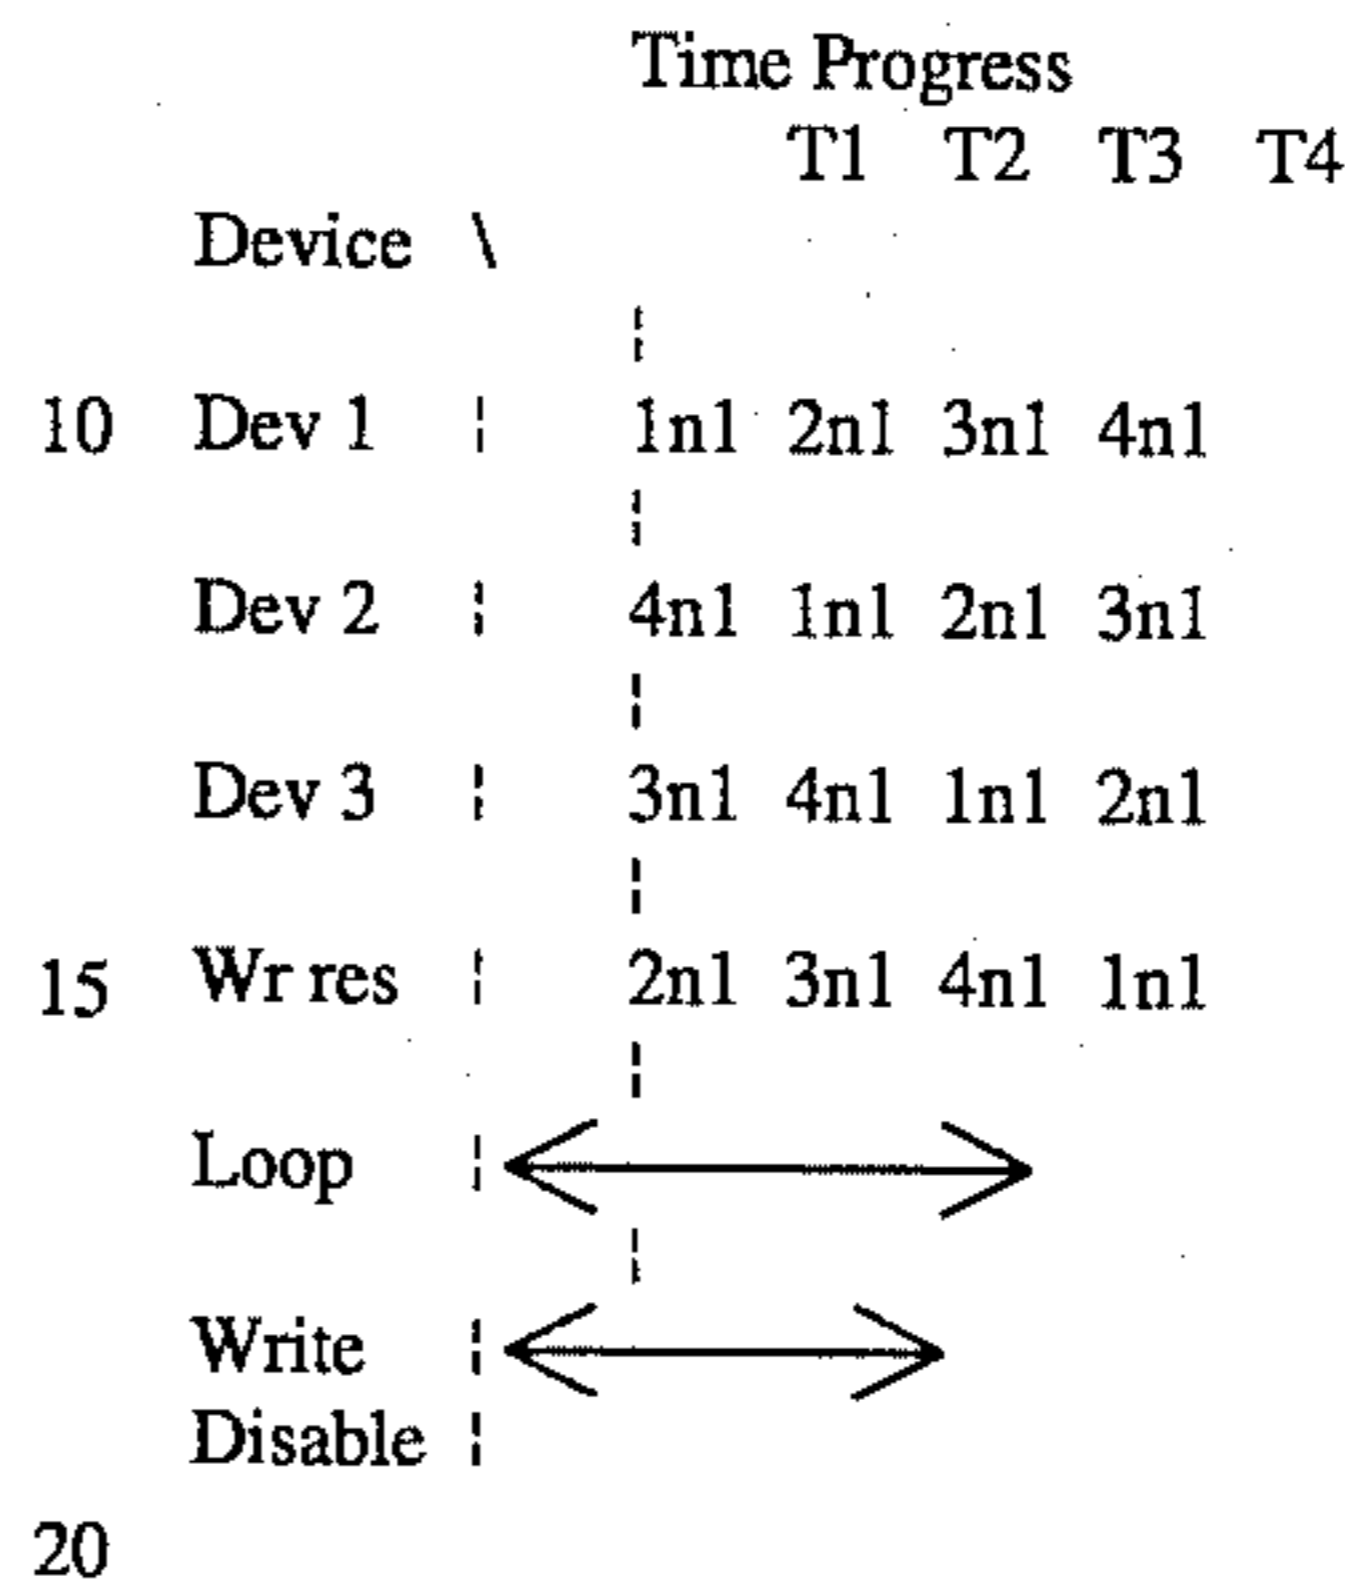 Time Progress
T1 T2 T3 T4
Device \
¦
10 Dev 1 ¦ 1n1 2n1 3n1 4n1
¦
Dev 2 ¦ 4n1 1n1 2n1 3n1
¦
Dev 3 ¦ 3n1 4n1 1n1 2n1
¦
15 Wr res ¦ 2n1 3n1 4n1 1n1
¦
Loop ¦
¦
Write ¦
Disable ¦
20